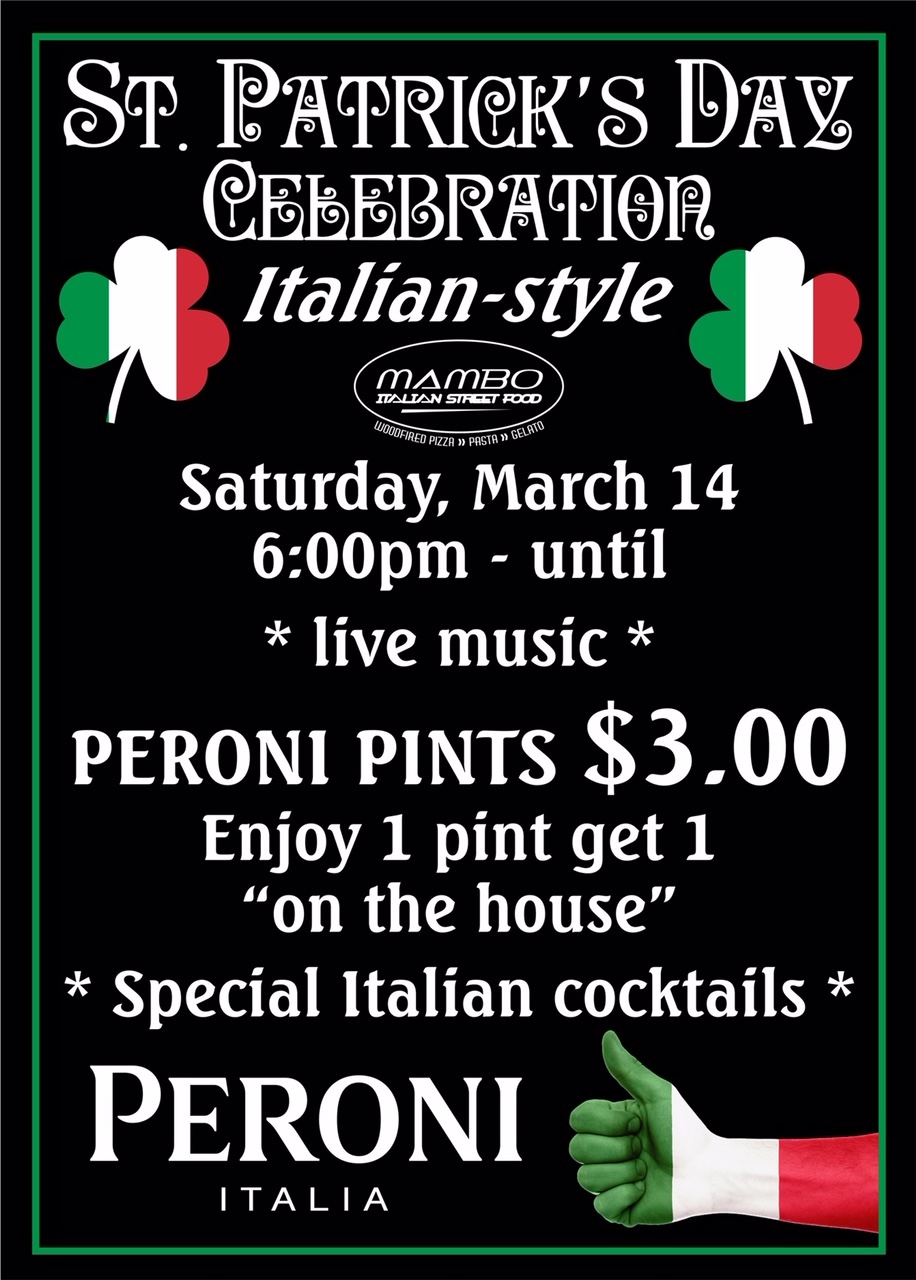 St. Patrick's Day
Celebration
Italian-style
MAMBO
ITALIAN STREET FOOD
WOODFIRED PIZZA » PASTA » GELATO
Saturday, March 14
6:00pm - until
* live music *
PERONI PINTS $3.00
Enjoy 1 pint get 1
“on the house”
* Special Italian cocktails *
PERONI
ITALIA